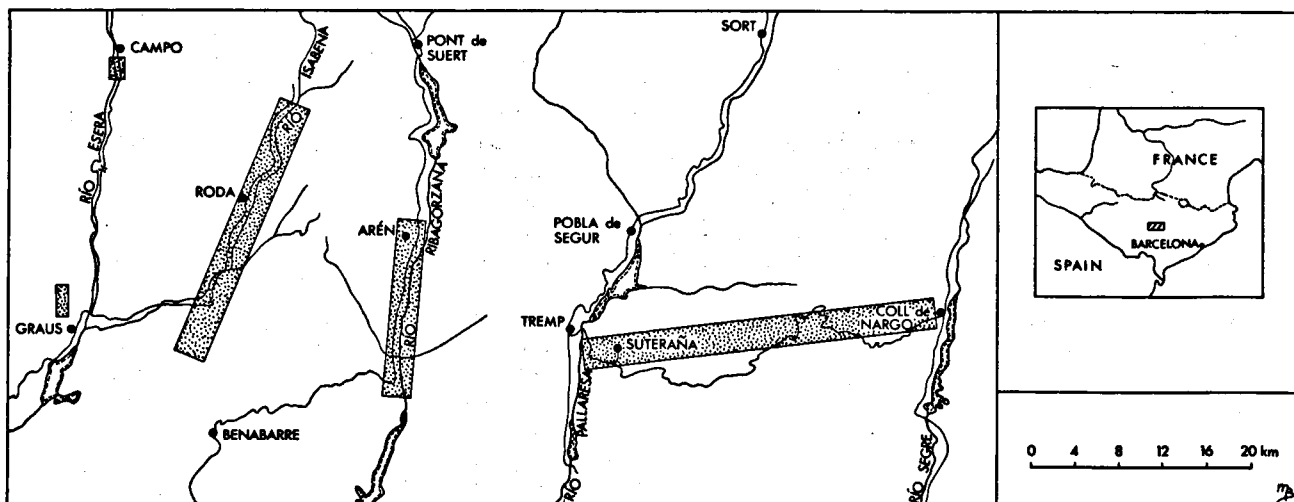 CAMPO
RÍO ESERA
ISABENA
RÍO
PONT de
SUERT
SORT
RODA
ARÉN
RIBAGORZANA
RÍO
POBLA de
SEGUR
GRAUS
TREMP
SUTERAÑA
COLL de
NARGO
BENABARRE
PALLARESA
RÍO
RÍO SEGRE
FRANCE
BARCELONA
SPAIN
0 4 8 12 16 20 km